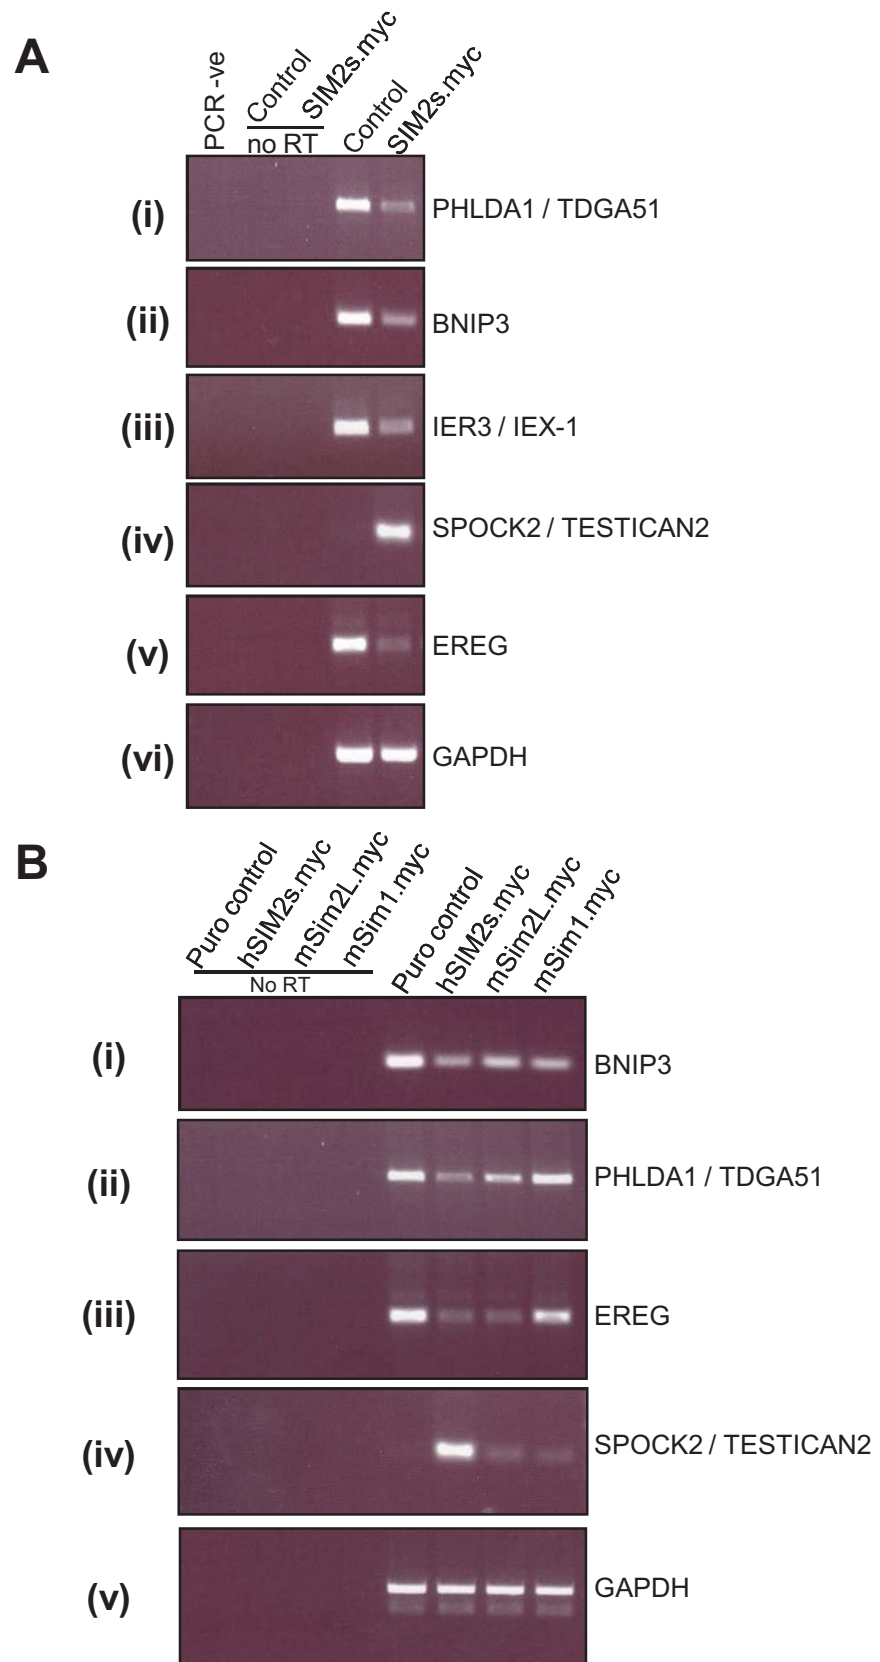 A
PCR -ve
Control
SIM2s.myc
no RT
Control
SIM2s.myc
(i)
PHLDA1 / TDGA51
(ii)
BNIP3
(iii)
IER3 / IEX-1
(iv)
SPOCK2 / TESTICAN2
(v)
EREG
(vi)
GAPDH
B
Puro control
hSIM2s.myc
mSim2L.myc
mSim1.myc
No RT
Puro control
hSIM2s.myc
mSim2L.myc
mSim1.myc
(i)
BNIP3
(ii)
PHLDA1 / TDGA51
(iii)
EREG
(iv)
SPOCK2 / TESTICAN2
(v)
GAPDH